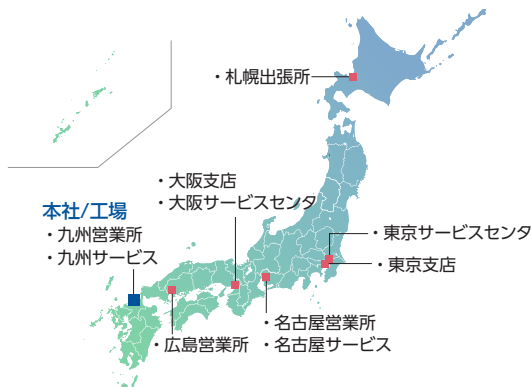 ・札幌出張所
・大阪支店
・大阪サービスセンタ
本社/工場
・九州営業所
・九州サービス
・東京サービスセンタ
・東京支店
・名古屋営業所
・名古屋サービス
・広島営業所